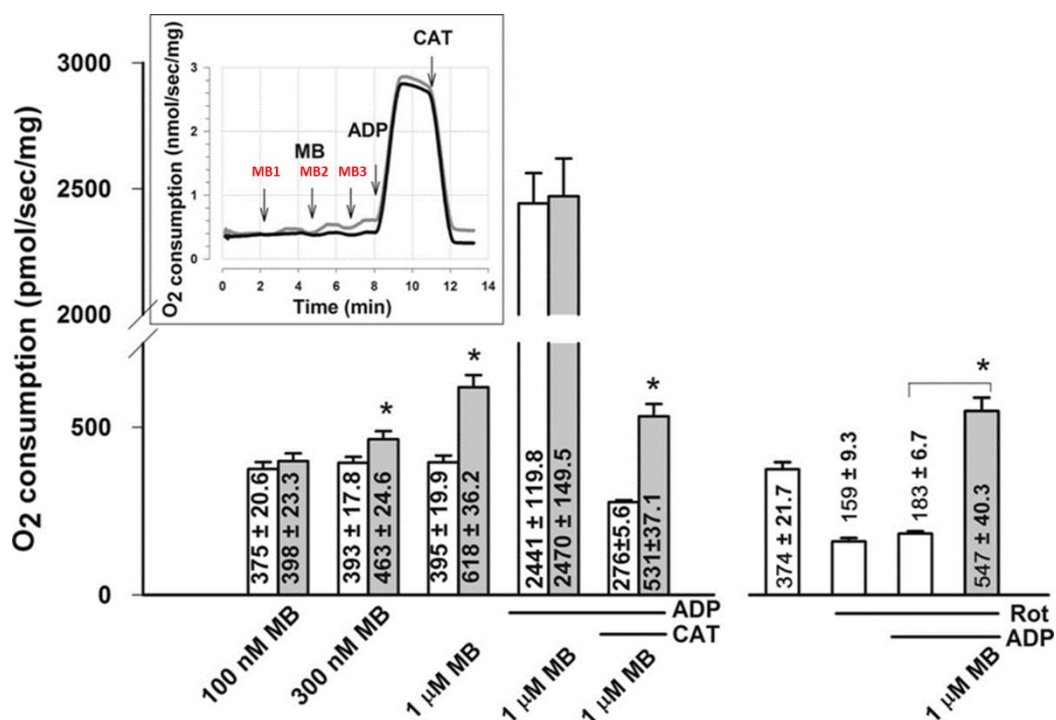 O2 consumption (pmol/sec/mg)
3000
2500
2000
500
0
O2 consumption (nmol/sec/mg)
3
2
1
0
CAT
ADP
MB
MB1 MB2 MB3
0 2 4 6 8 10 12 14
Time (min)
375 ± 20.6
398 ± 23.3
*
393 ± 17.8
463 ± 24.6
*
395 ± 19.9
618 ± 36.2
2441 ± 119.8
2470 ± 149.5
*
276±5.6
531±37.1
374 ± 21.7
159 ± 9.3
183 ± 6.7
*
547 ± 40.3
ADP
CAT
100 nM MB
300 nM MB
1 μM MB
1 μM MB
1 μM MB
Rot
ADP
1 μM MB